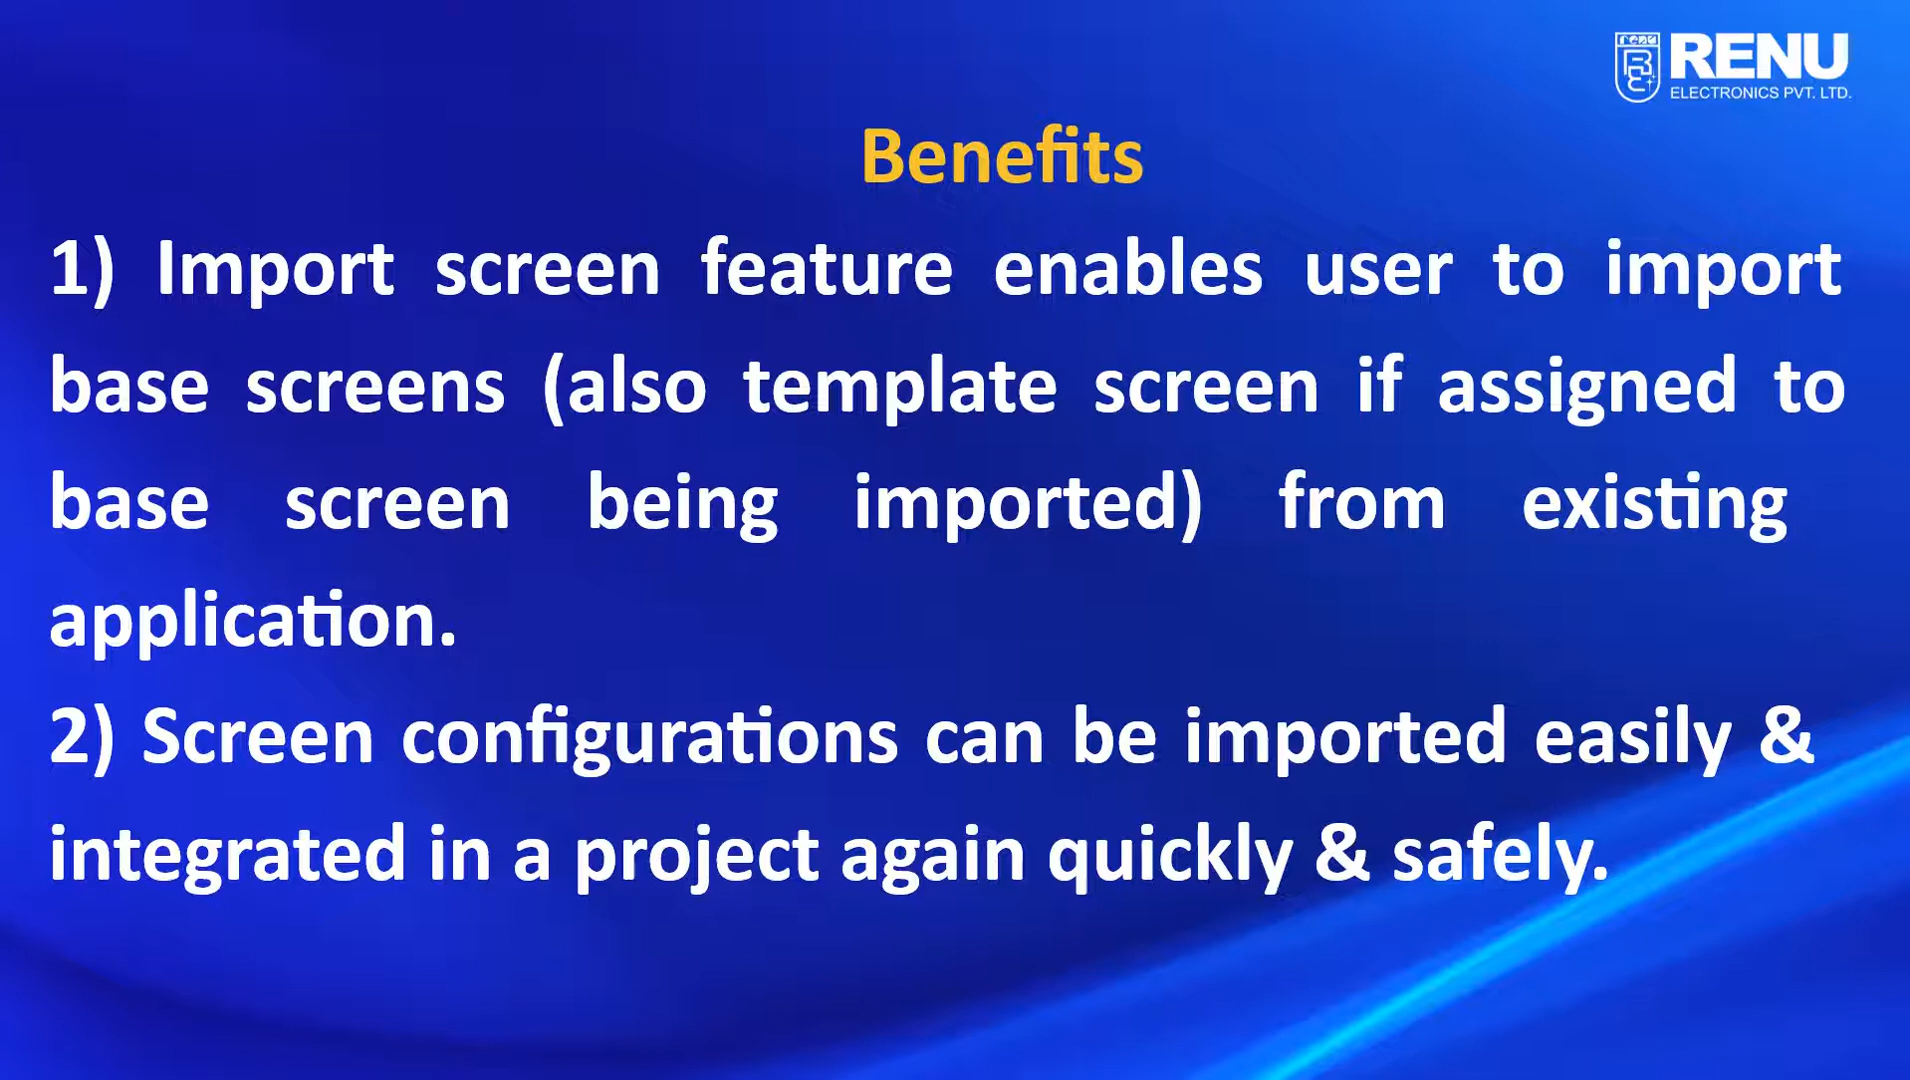 renu
RENU
ELECTRONICS PVT. LTD.
Benefits
1) Import screen feature enables user to import
base screens (also template screen if assigned to
base screen being imported) from existing
application.
2) Screen configurations can be imported easily &
integrated in a project again quickly & safely.